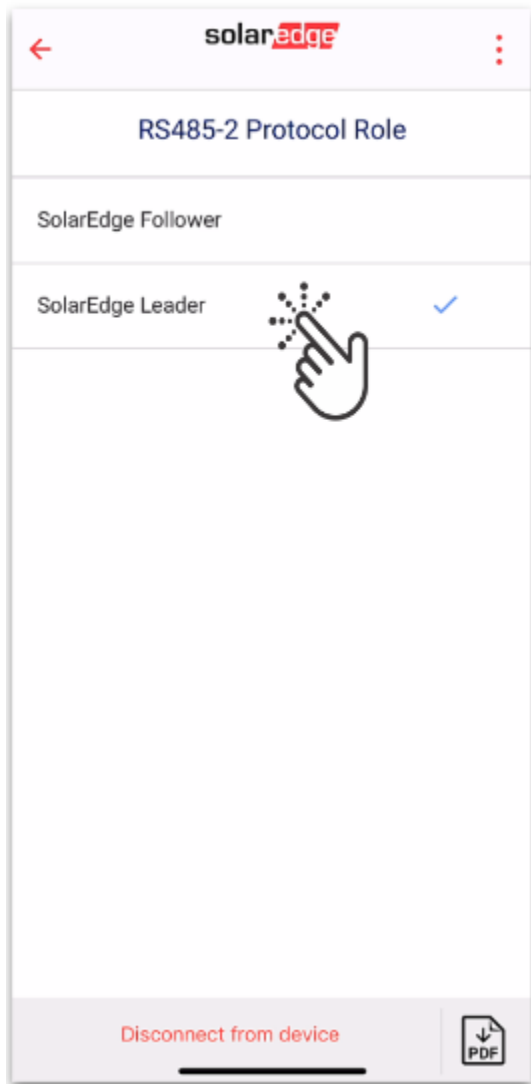 solaredge
RS485-2 Protocol Role
SolarEdge Follower
SolarEdge Leader
Disconnect from device
PDF